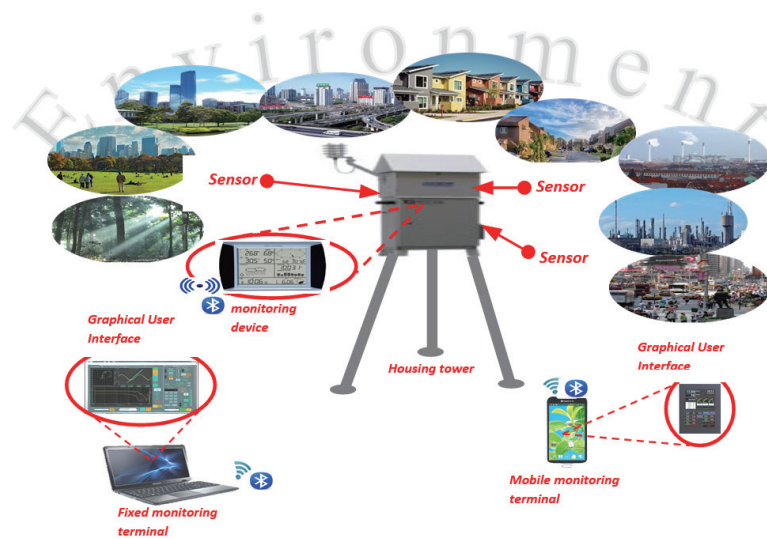 Environment
Sensor
Sensor
Sensor
monitoring
device
Graphical User
Interface
Housing tower
Graphical User
Interface
Mobile monitoring
terminal
Fixed monitoring
terminal